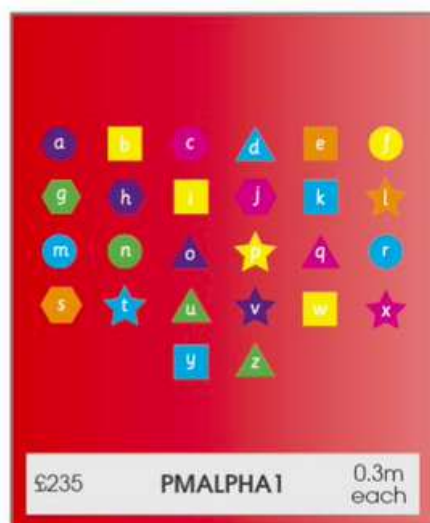 a b c d e f
g h i j k l
m n o p q r
s t u v w x
y z
£235 PMALPHA1 0.3m
each